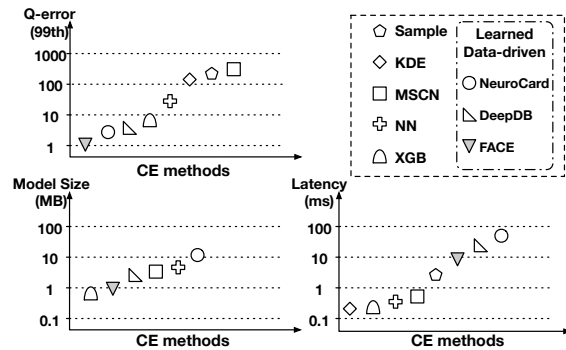 Q-error
(99th)
1000
100
10
1
CE methods
Sample
KDE
MSCN
NN
XGB
Learned
Data-driven
NeuroCard
DeepDB
FACE
Model Size
(MB)
100
10
1
0.1
CE methods
Latency
(ms)
100
10
1
0.1
CE methods